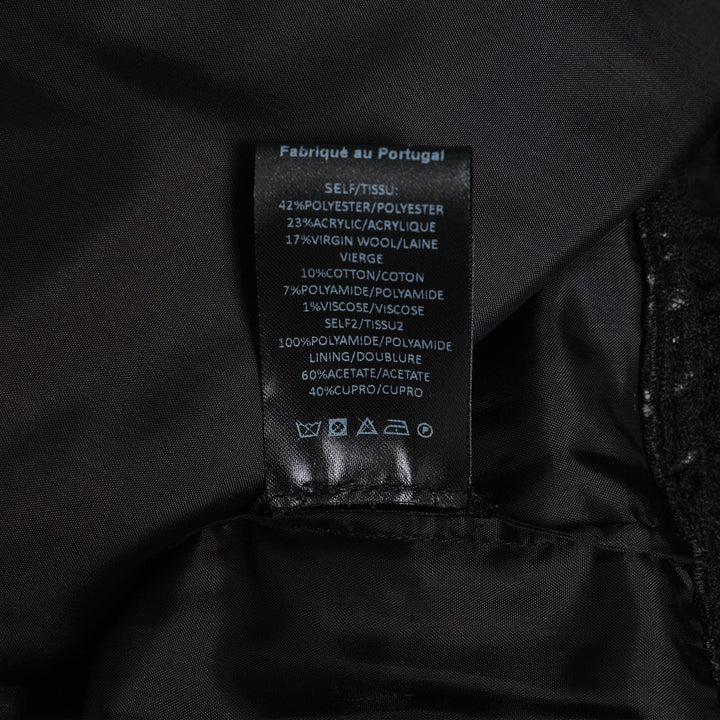 Fabriqué au Portugal
SELF/TISSU:
42%POLYESTER/POLYESTER
23%ACRYLIC/ACRYLIQUE
17%VIRGIN WOOL/LAINE
VIERGE
10%COTTON/COTON
7%POLYAMIDE/POLYAMIDE
1%VISCOSE/VISCOSE
SELF2/TISSU2
100%POLYAMIDE/POLYAMIDE
LINING/DOUBLURE
60%ACETATE/ACETATE
40%CUPRO/CUPRO
P